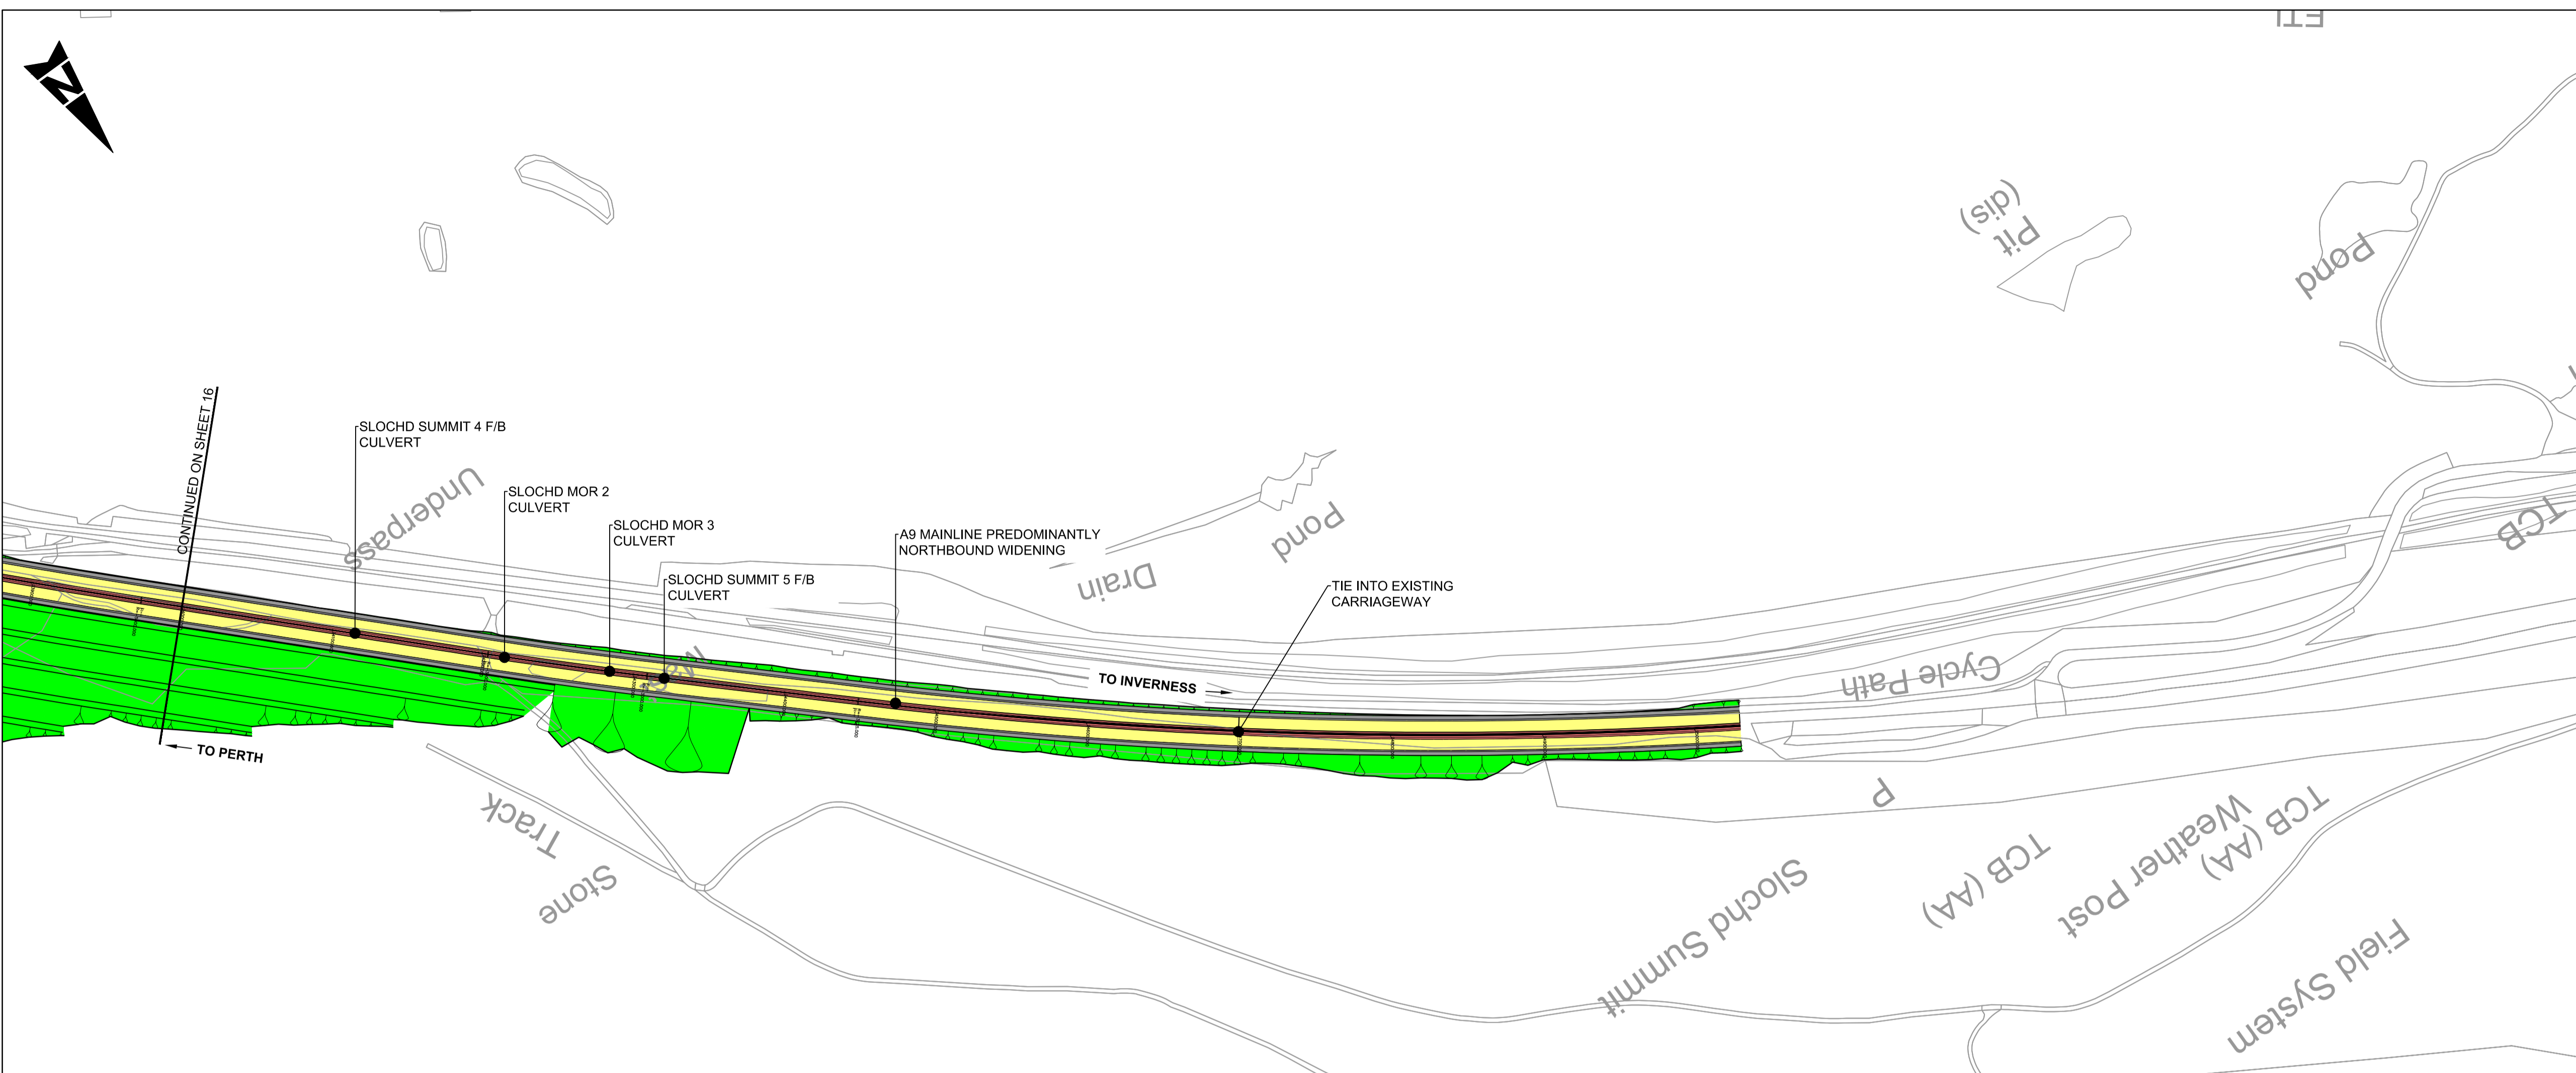 ETL
N
Pit
(dis)
Pond
CONTINUED ON SHEET 16
SLOCHD SUMMIT 4 F/B
CULVERT
Underpass
SLOCHD MOR 2
CULVERT
SLOCHD MOR 3
CULVERT
SLOCHD SUMMIT 5 F/B
CULVERT
A9 MAINLINE PREDOMINANTLY
NORTHBOUND WIDENING
Pond
Drain
TIE INTO EXISTING
CARRIAGEWAY
TCB
Mast
TO INVERNESS
Cycle Path
TO PERTH
Track
Stone
P
Slochd Summit
TCB (AA)
Weather Post
TCB (AA)
Field System